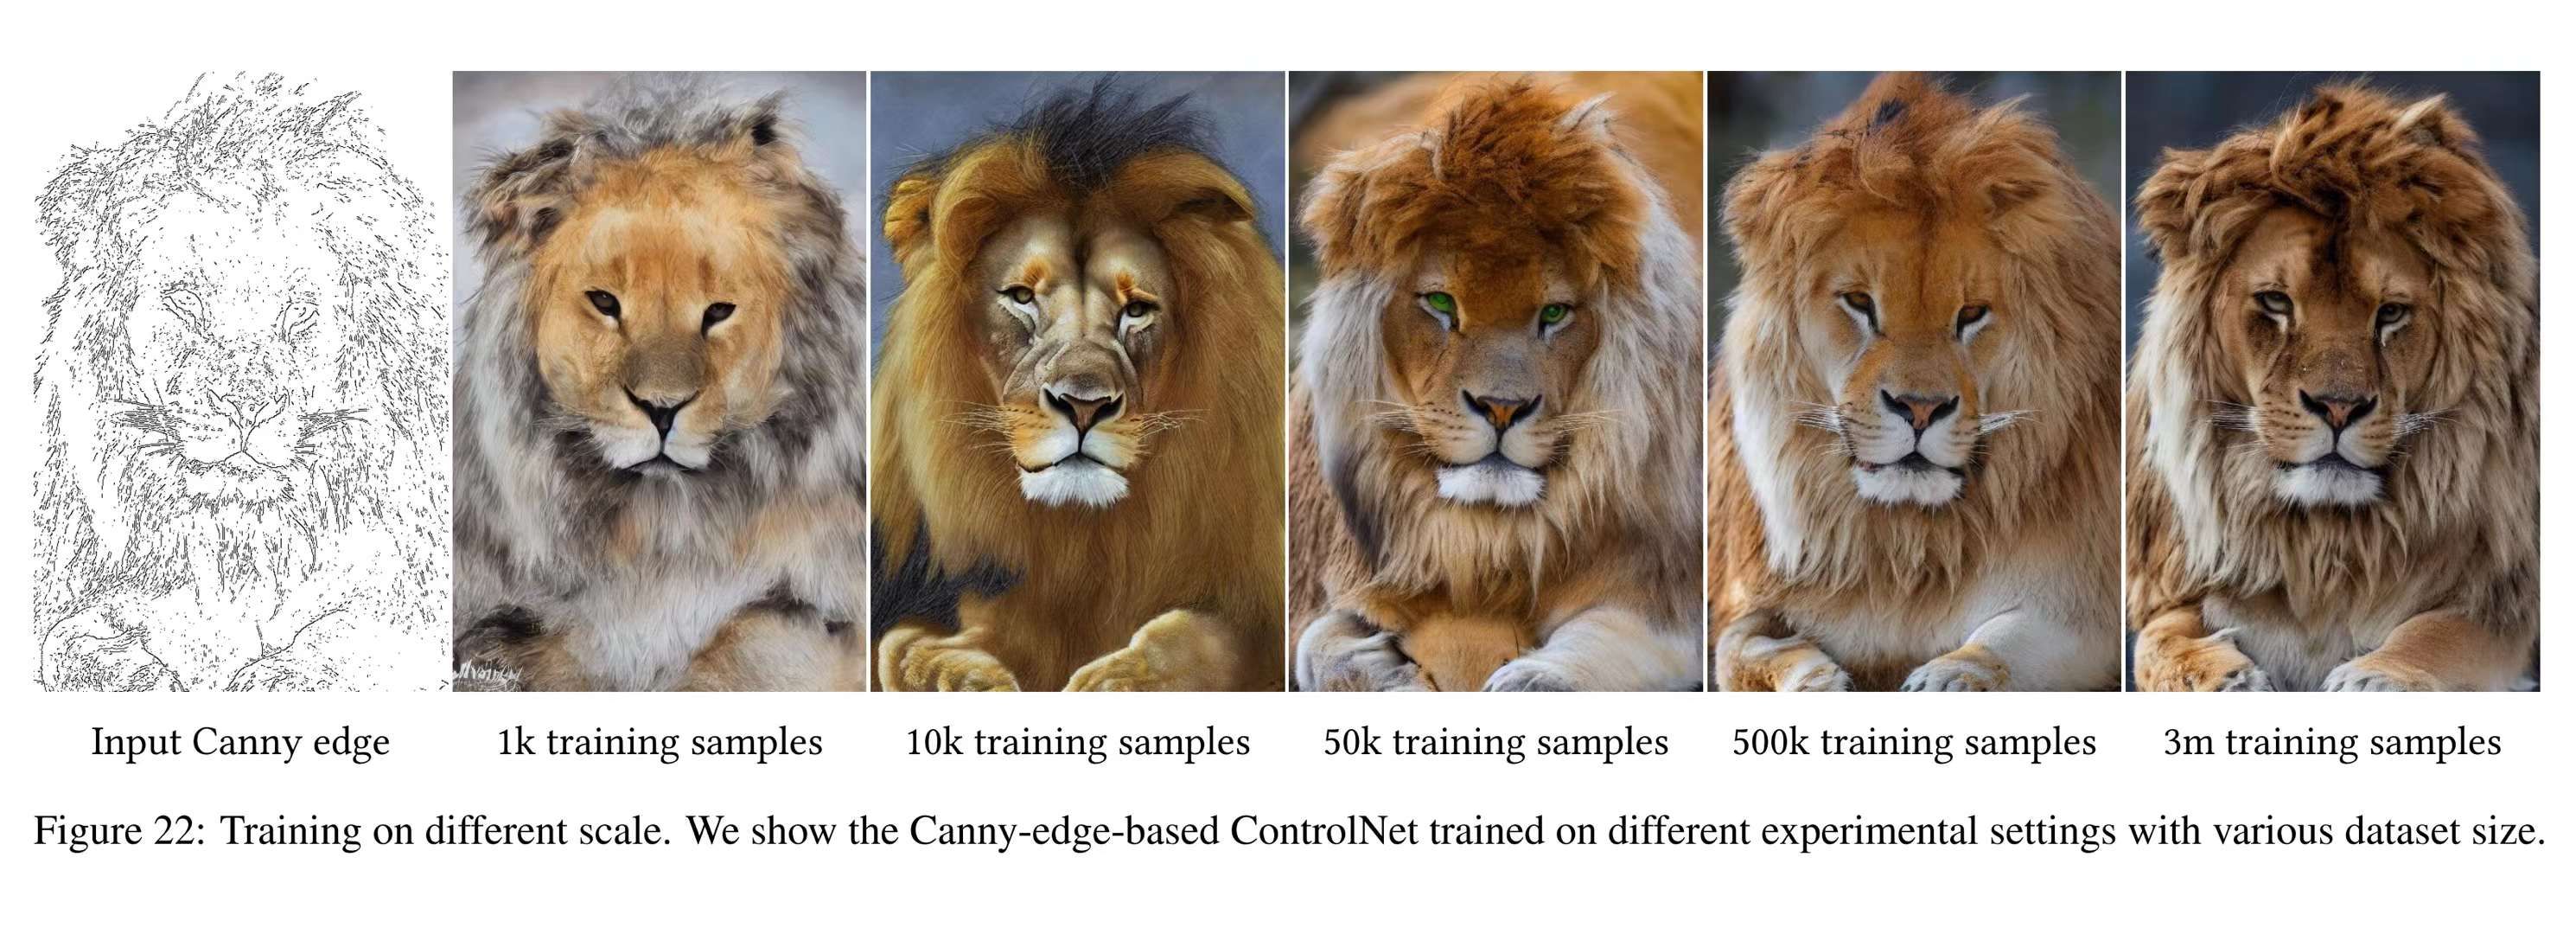 Input Canny edge
1k training samples
10k training samples
50k training samples
500k training samples
3m training samples
Figure 22: Training on different scale. We show the Canny-edge-based ControlNet trained on different experimental settings with various dataset size.